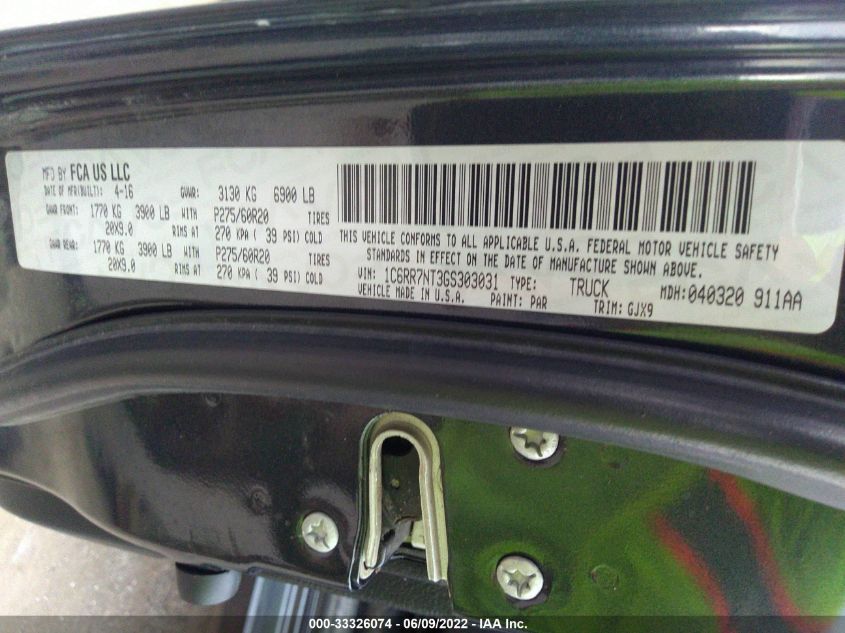 MFD BY FCA US LLC
DATE OF MFR(BUILT): 4-16 GVWR: 3130 KG 6900 LB
GAWR FRONT: 1770 KG 3900 LB WITH P275/60R20 TIRES
20X9.0 RIMS AT 270 KPA ( 39 PSI) COLD
GAWR REAR: 1770 KG 3900 LB WITH P275/60R20 TIRES
20X9.0 RIMS AT 270 KPA ( 39 PSI) COLD
THIS VEHICLE CONFORMS TO ALL APPLICABLE U.S.A. FEDERAL MOTOR VEHICLE SAFETY
STANDARDS IN EFFECT ON THE DATE OF MANUFACTURE SHOWN ABOVE.
VIN: 1C6RR7NT3GS303031 TYPE: TRUCK MDH:040320 911AA
VEHICLE MADE IN U.S.A. PAINT: PAR TRIM: GJX9
000-33326074 - 06/09/2022 - IAA Inc.